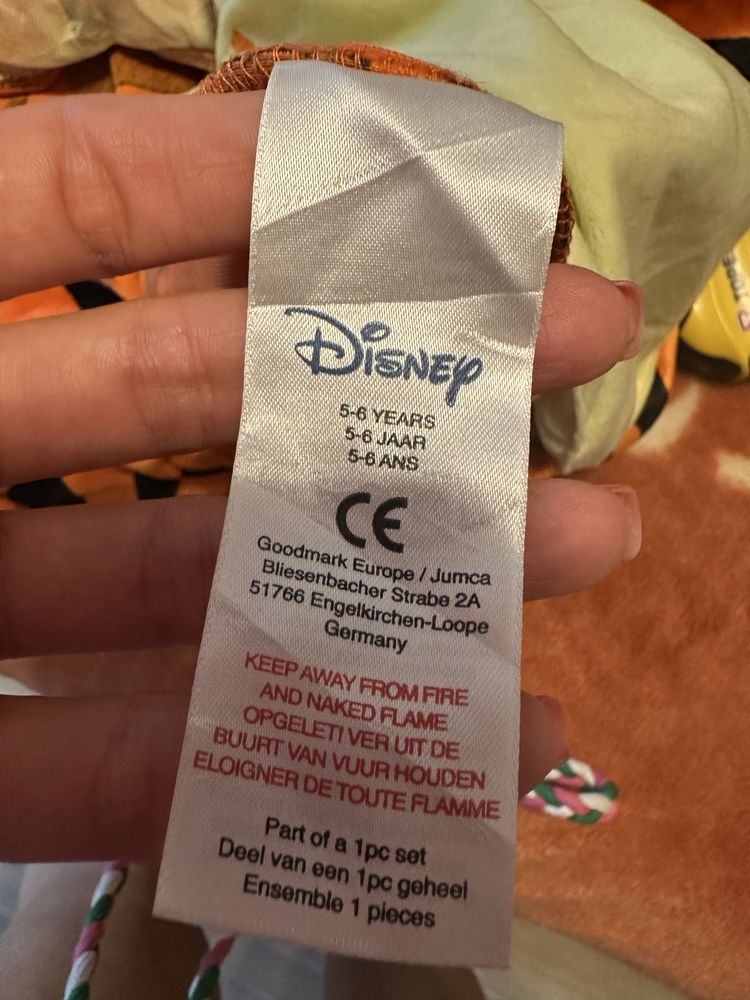 Disney
5-6 YEARS
5-6 JAAR
5-6 ANS
CE
Goodmark Europe / Jumca
Bliesenbacher Strabe 2A
51766 Engelkirchen-Loope
Germany
KEEP AWAY FROM FIRE
AND NAKED FLAME
OPGELET! VER UIT DE
BUURT VAN VUUR HOUDEN
ELOIGNER DE TOUTE FLAMME
Part of a 1pc set
Deel van een 1pc geheel
Ensemble 1 pieces